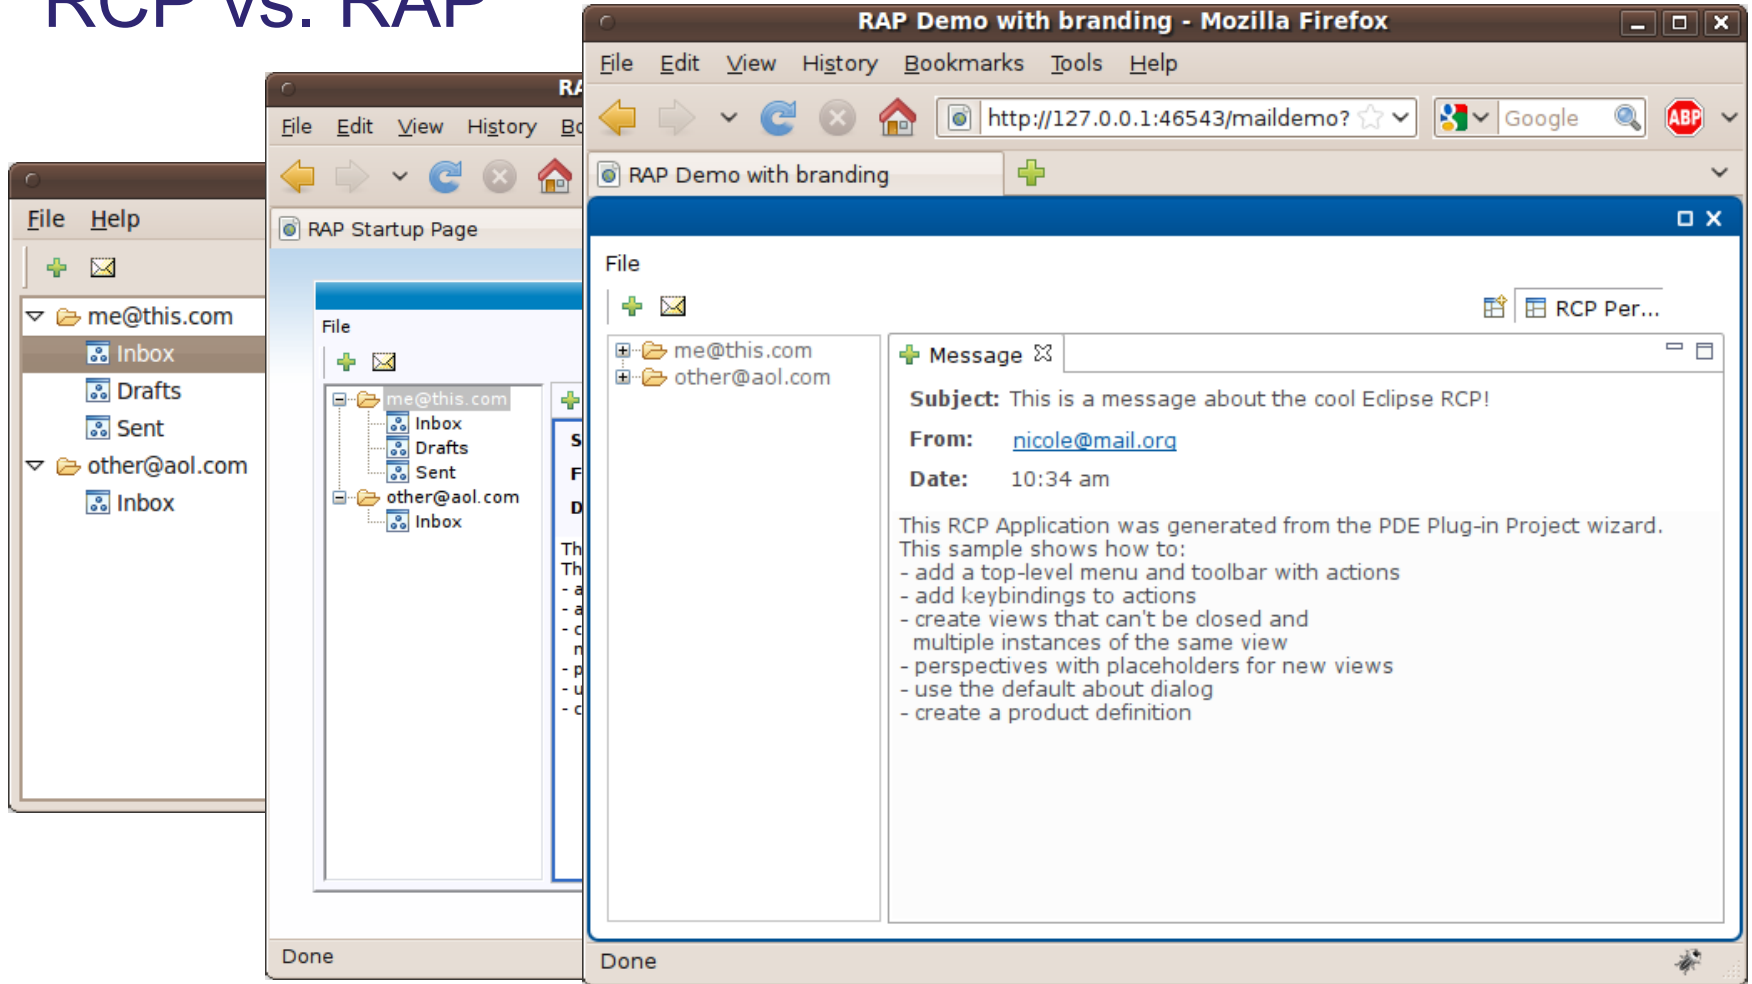 RCP vs. RAP
File Help
me@this.com
Inbox
Drafts
Sent
other@aol.com
Inbox
File Edit View History
RAP Startup Page
File
me@this.com
Inbox
Drafts
Sent
other@aol.com
Inbox
Done
RAP Demo with branding - Mozilla Firefox
File Edit View History Bookmarks Tools Help
http://127.0.0.1:46543/maildemo?
Google
ABP
RAP Demo with branding
File
RCP Per...
me@this.com
other@aol.com
Message
Subject: This is a message about the cool Eclipse RCP!
From: nicole@mail.org
Date: 10:34 am
This RCP Application was generated from the PDE Plug-in Project wizard.
This sample shows how to:
- add a top-level menu and toolbar with actions
- add keybindings to actions
- create views that can't be closed and
multiple instances of the same view
- perspectives with placeholders for new views
- use the default about dialog
- create a product definition
Done